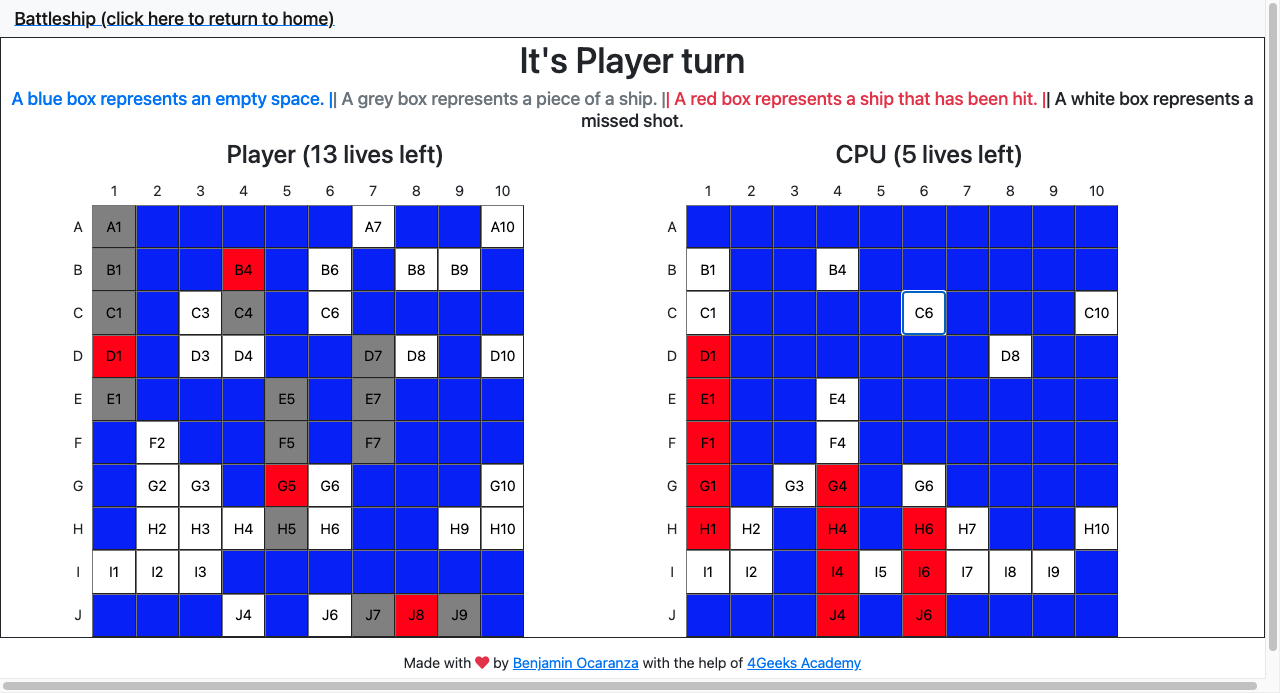 Battleship (click here to return to home)
It's Player turn
A blue box represents an empty space. || A grey box represents a piece of a ship. || A red box represents a ship that has been hit. || A white box represents a
missed shot.
Player (13 lives left)
1 2 3 4 5 6 7 8 9 10
A A1 A7 A10
B B1 B4 B6 B8 B9
C C1 C3 C4 C6
D D1 D3 D4 D7 D8 D10
E E1 E5 E7
F F2 F5 F7
G G2 G3 G5 G6 G10
H H2 H3 H4 H5 H6 H9 H10
I I1 I2 I3
J J4 J6 J7 J8 J9
CPU (5 lives left)
1 2 3 4 5 6 7 8 9 10
A
B B1 B4
C C1 C6 C10
D D1 D8
E E1 E4
F F1 F4
G G1 G3 G4 G6
H H1 H2 H4 H6 H7 H10
I I1 I2 I4 I5 I6 I7 I8 I9
J J4 J6
Made with ❤ by Benjamin Ocaranza with the help of 4Geeks Academy